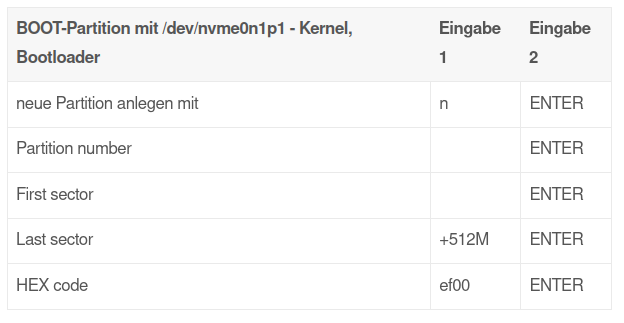 BOOT-Partition mit /dev/nvme0n1p1 - Kernel, Eingabe Eingabe
Bootloader 1 2
neue Partition anlegen mit n ENTER
Partition number ENTER
First sector ENTER
Last sector +512M ENTER
HEX code ef00 ENTER